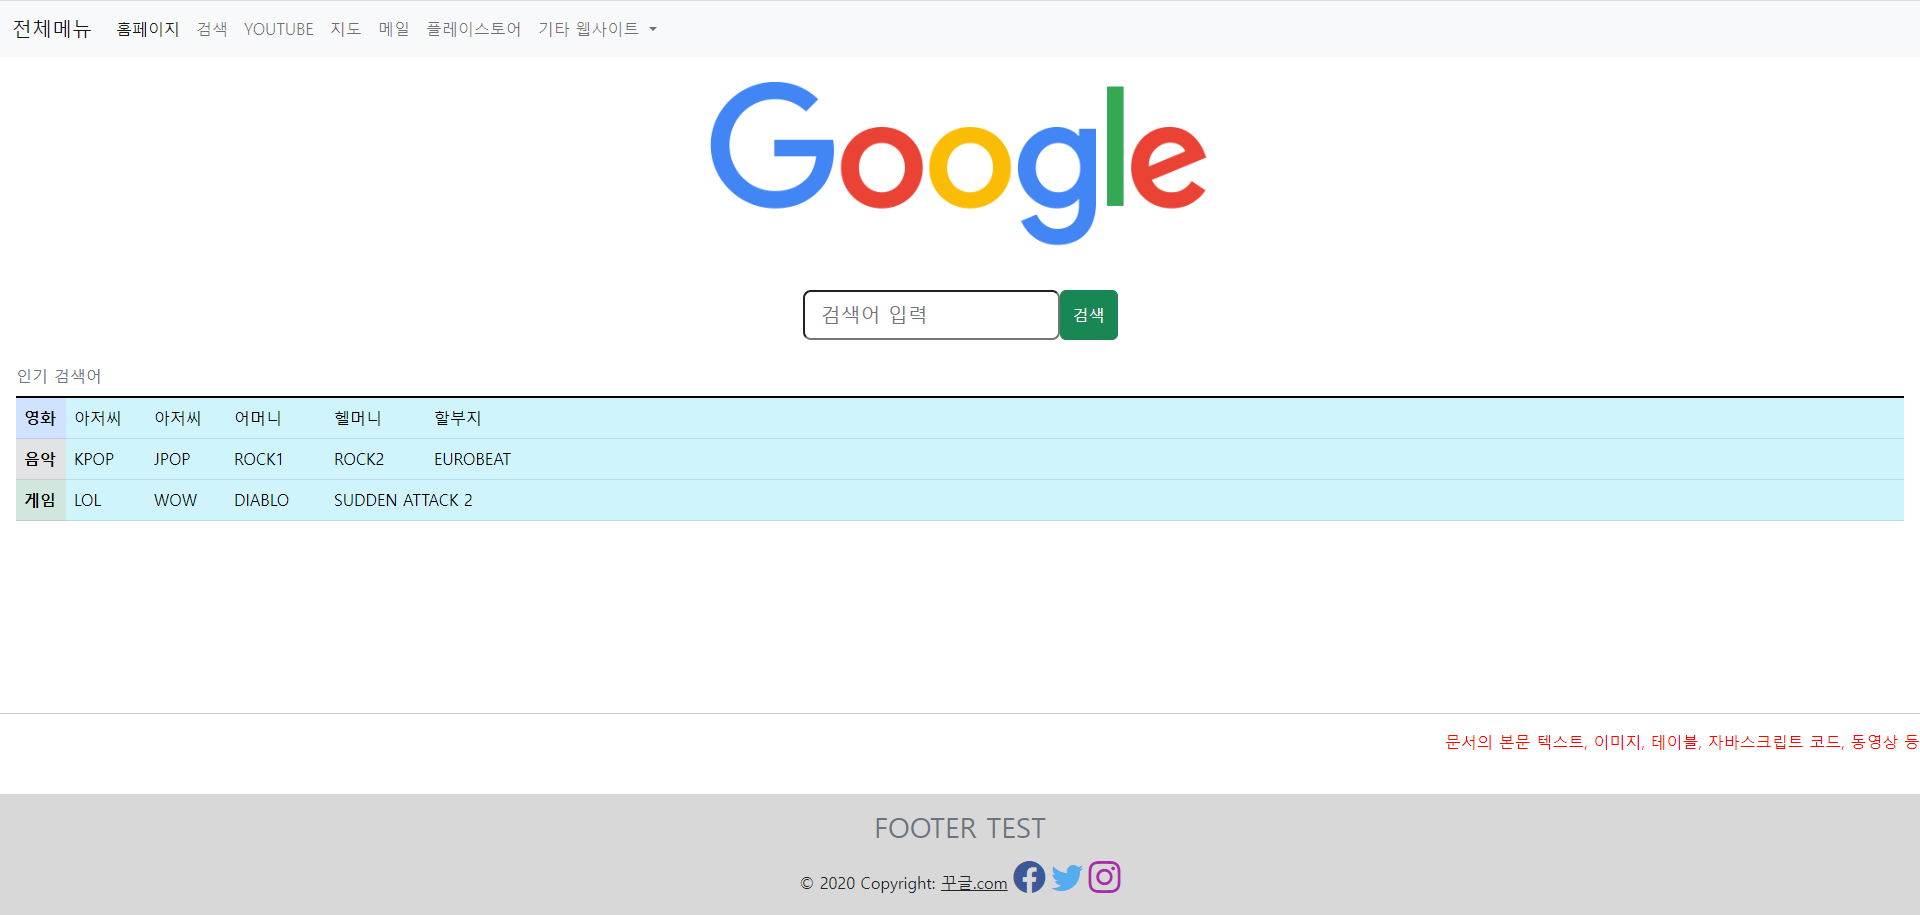 전체메뉴 홈페이지 검색 YOUTUBE 지도 메일 플레이스토어 기타 웹사이트
Google
검색어 입력 검색
인기 검색어
영화 아저씨 아저씨 어머니 헬머니 할부지
음악 KPOP JPOP ROCK1 ROCK2 EUROBEAT
게임 LOL WOW DIABLO SUDDEN ATTACK 2
문서의 본문 텍스트, 이미지, 테이블, 자바스크립트 코드, 동영상 등
FOOTER TEST
© 2020 Copyright: 꾸글.com